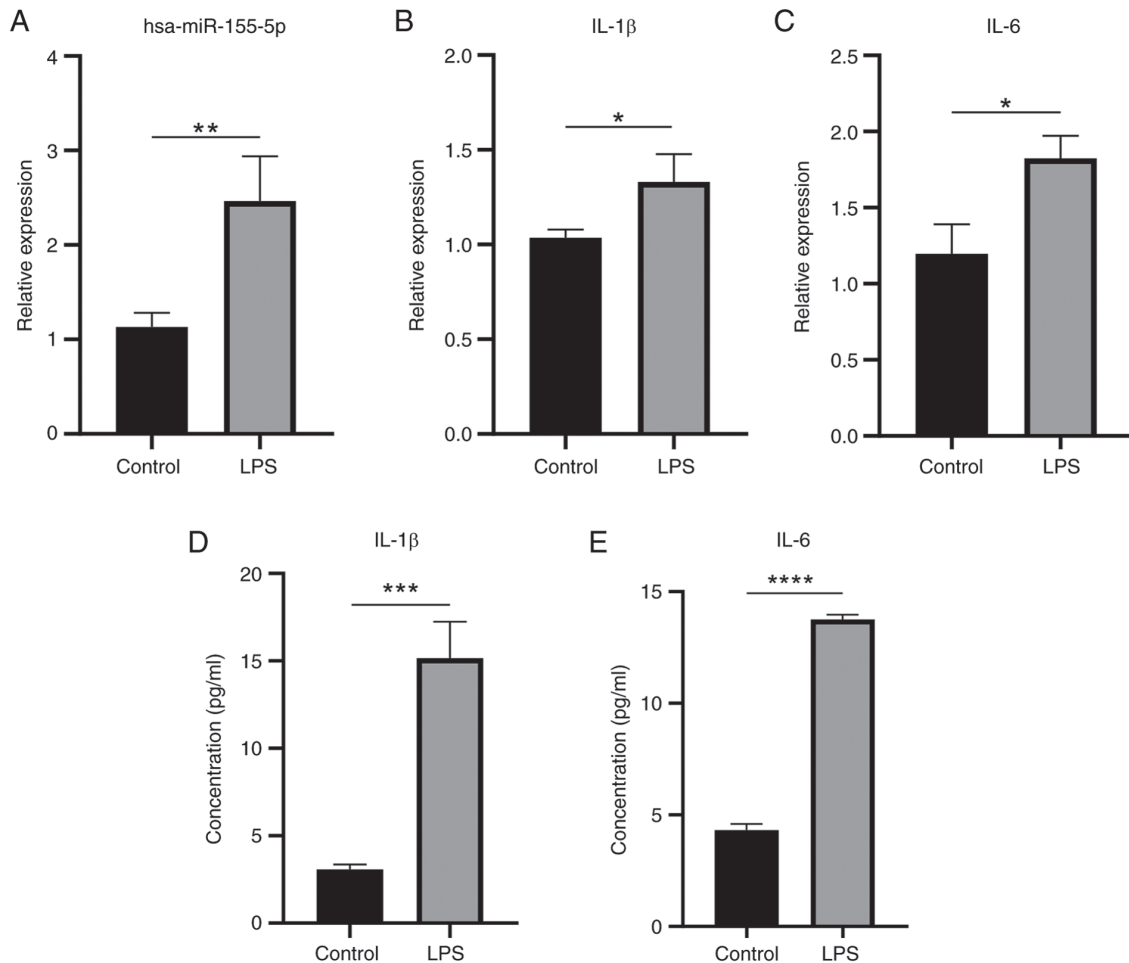 A
hsa-miR-155-5p
Relative expression
4
3
2
1
0
**
Control
LPS
B
IL-1β
Relative expression
2.0
1.5
1.0
0.5
0.0
*
Control
LPS
C
IL-6
Relative expression
2.5
2.0
1.5
1.0
0.5
0.0
*
Control
LPS
D
IL-1β
Concentration (pg/ml)
20
15
10
5
0
***
Control
LPS
E
IL-6
Concentration (pg/ml)
15
10
5
0
****
Control
LPS